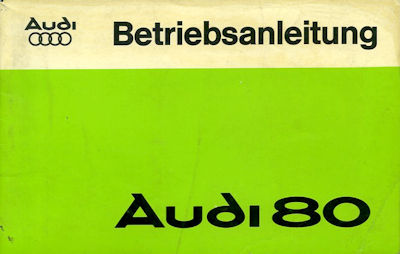 Audi
Betriebsanleitung
Audi 80